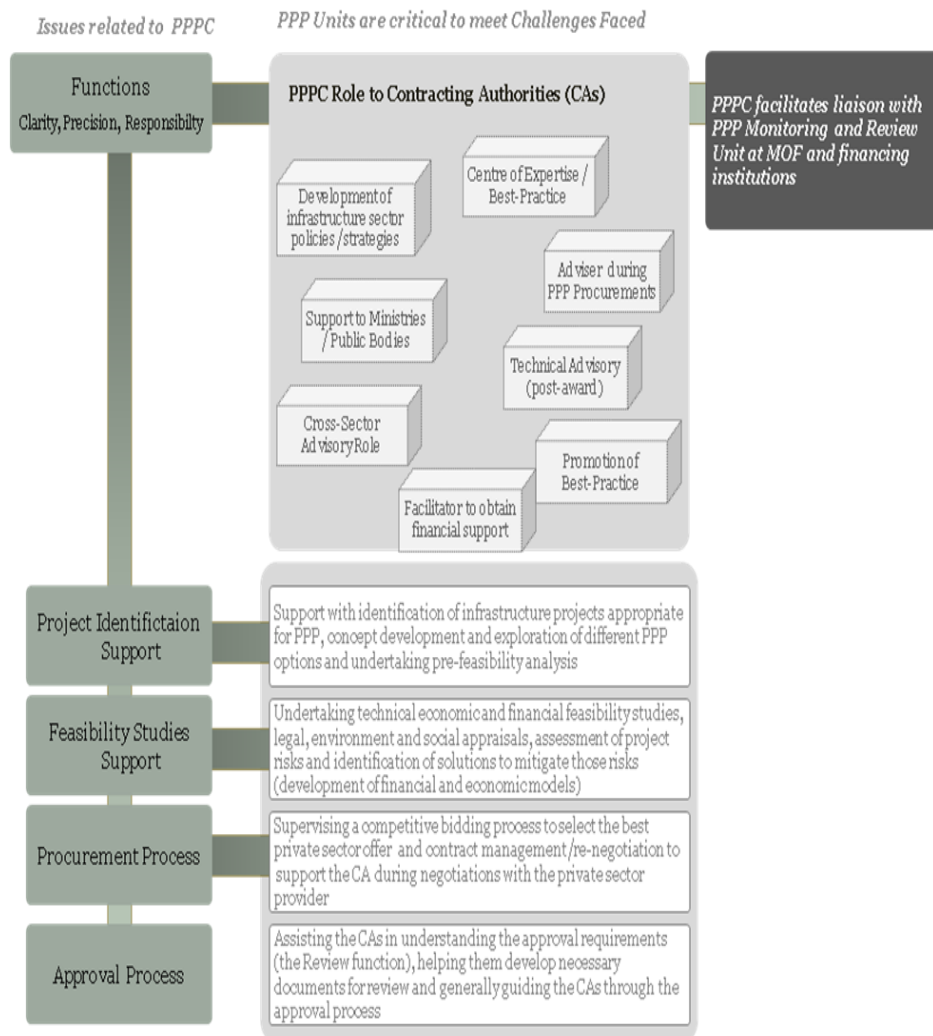 Issues related to PPPC
PPP Units are critical to meet Challenges Faced
Functions
Clarity, Precision, Responsibilty
PPPC Role to Contracting Authorities (CAs)
PPPC facilitates liaison with
PPP Monitoring and Review
Unit at MOF and financing
institutions
Development of
infrastructure sector
policies/strategies
Centre of Expertise /
Best-Practice
Adviser during
PPP Procurements
Support to Ministries
/ Public Bodies
Technical Advisory
(post-award)
Cross-Sector
Advisory Role
Promotion of
Best-Practice
Facilitator to obtain
financial support
Project Identifictaion
Support
Support with identification of infrastructure projects appropriate
for PPP, concept development and exploration of different PPP
options and undertaking pre-feasibility analysis
Feasibility Studies
Support
Undertaking technical economic and financial feasibility studies,
legal, environment and social appraisals, assessment of project
risks and identification of solutions to mitigate those risks
(development of financial and economic models)
Procurement Process
Supervising a competitive bidding process to select the best
private sector offer and contract management/re-negotiation to
support the CA during negotiations with the private sector
provider
Approval Process
Assisting the CAs in understanding the approval requirements
(the Review function), helping them develop necessary
documents for review and generally guiding the CAs through the
approval process